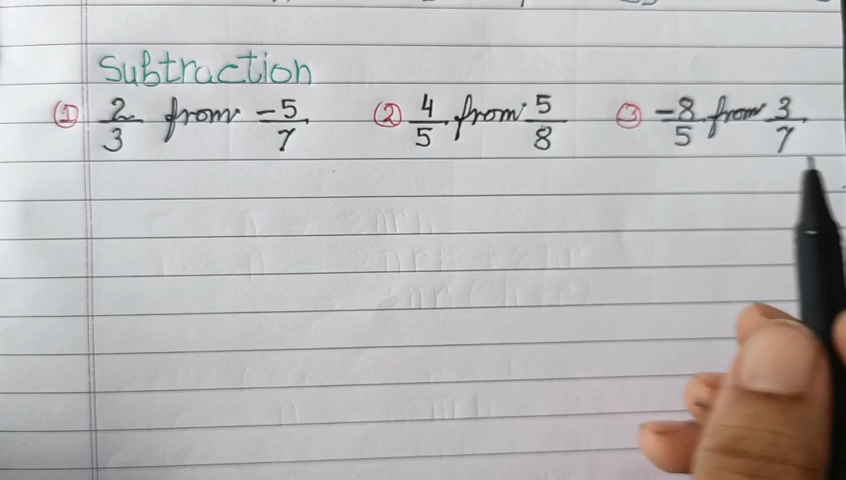 Subtraction
① 2/3 from -5/7 ② 4/5 from 5/8 ③ -8/5 from 3/7